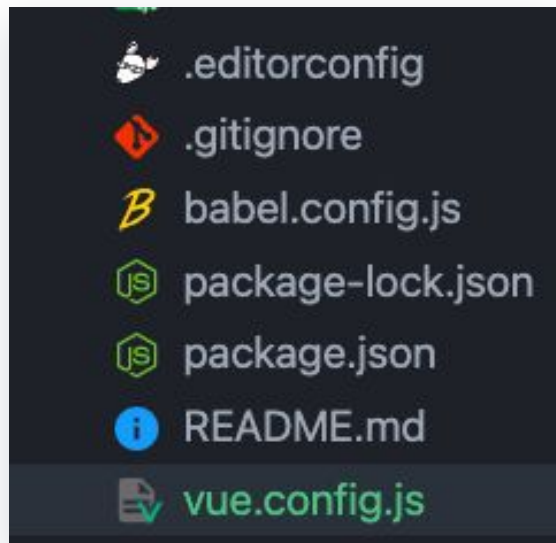 .editorconfig
.gitignore
babel.config.js
package-lock.json
package.json
README.md
vue.config.js